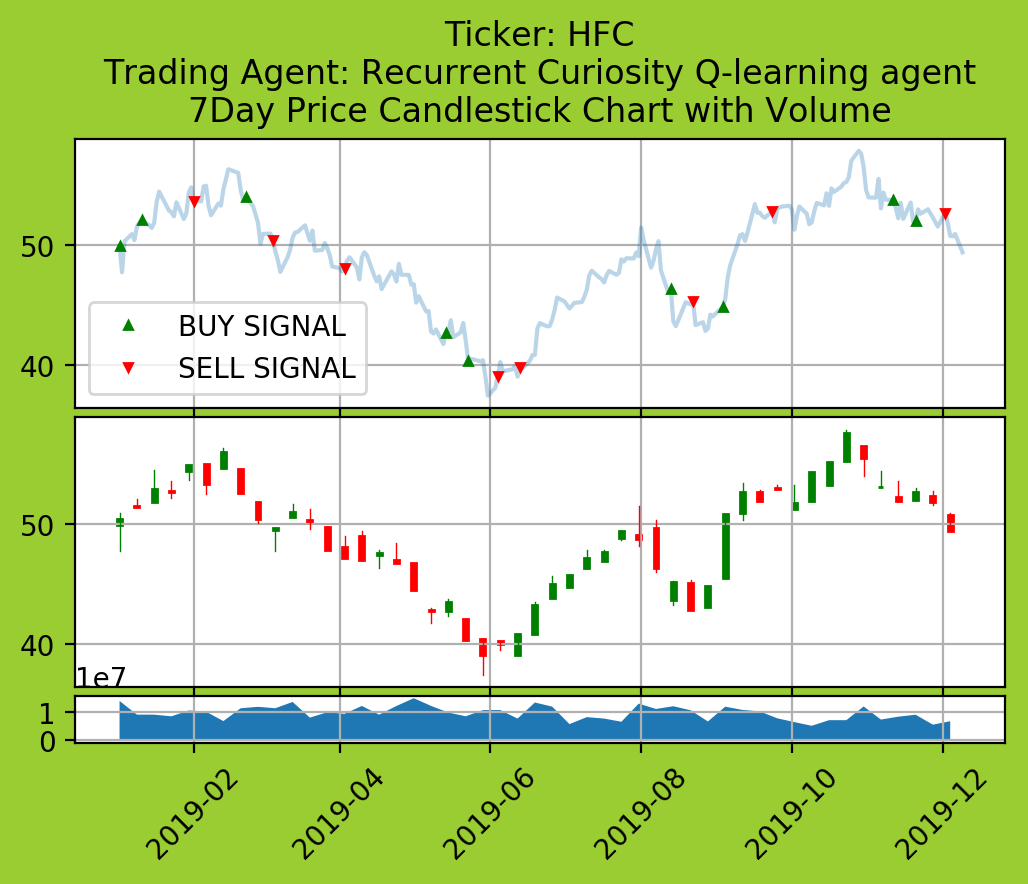 Ticker: HFC
Trading Agent: Recurrent Curiosity Q-learning agent
7Day Price Candlestick Chart with Volume
50
40
BUY SIGNAL
SELL SIGNAL
50
40
1e7
1
0
2019-02
2019-04
2019-06
2019-08
2019-10
2019-12